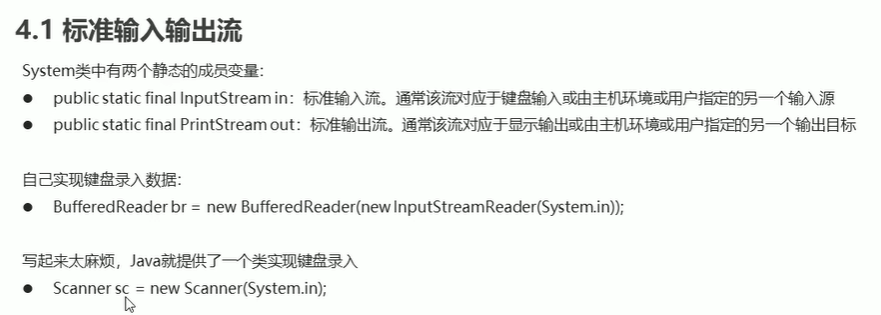 4.1 标准输入输出流
System类中有两个静态的成员变量：
● public static final InputStream in：标准输入流。通常该流对应于键盘输入或由主机环境或用户指定的另一个输入源
● public static final PrintStream out：标准输出流。通常该流对应于显示输出或由主机环境或用户指定的另一个输出目标
自己实现键盘录入数据：
● BufferedReader br = new BufferedReader(new InputStreamReader(System.in));
写起来太麻烦，Java就提供了一个类实现键盘录入
● Scanner sc = new Scanner(System.in);